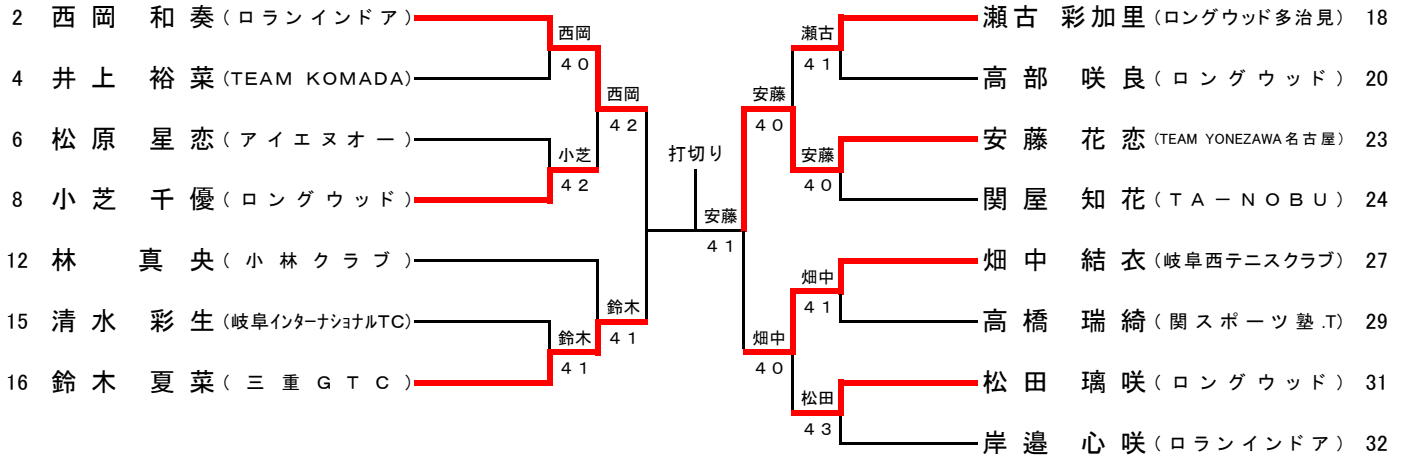 2 西岡 和奏 (ロランインドア)
西岡
40
4 井上 裕菜 (TEAM KOMADA)
西岡
42
6 松原 星恋 (アイエヌオー)
小芝
42
8 小芝 千優 (ロングウッド)
12 林 真央 (小林クラブ)
鈴木
41
15 清水 彩生 (岐阜インターナショナルTC)
鈴木
41
16 鈴木 夏菜 (三重GTC)
打切り
安藤
41
瀬古 彩加里 (ロングウッド多治見) 18
瀬古
41
高部 咲良 (ロングウッド) 20
安藤
40
安藤 花恋 (TEAM YONEZAWA名古屋) 23
安藤
40
関屋 知花 (TA-NOBU) 24
畑中 結衣 (岐阜西テニスクラブ) 27
畑中
41
高橋 瑞綺 (関スポーツ塾.T) 29
畑中
40
松田 璃咲 (ロングウッド) 31
松田
43
岸邉 心咲 (ロランインドア) 32